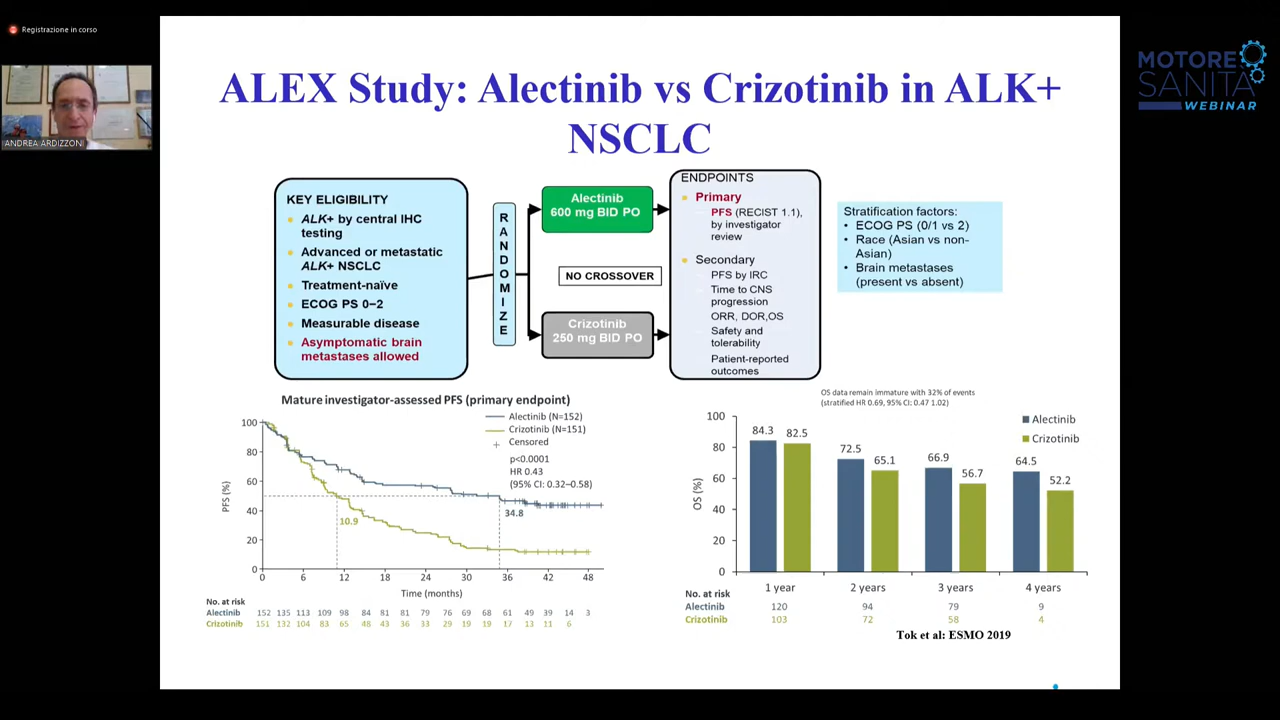 Registrazione in corso
ANDREA ARDIZZONI
MOTORE
SANITA
WEBINAR
ALEX Study: Alectinib vs Crizotinib in ALK+
NSCLC
KEY ELIGIBILITY
ALK+ by central IHC
testing
Advanced or metastatic
ALK+ NSCLC
Treatment-naïve
ECOG PS 0–2
Measurable disease
Asymptomatic brain
metastases allowed
RANDOMIZE
Alectinib
600 mg BID PO
NO CROSSOVER
Crizotinib
250 mg BID PO
ENDPOINTS
Primary
PFS (RECIST 1.1),
by investigator
review
Secondary
PFS by IRC
Time to CNS
progression
ORR, DOR,OS
Safety and
tolerability
Patient-reported
outcomes
Stratification factors:
• ECOG PS (0/1 vs 2)
• Race (Asian vs non-
Asian)
• Brain metastases
(present vs absent)
Mature investigator-assessed PFS (primary endpoint)
Alectinib (N=152)
Crizotinib (N=151)
Censored
p<0.0001
HR 0.43
(95% CI: 0.32–0.58)
PFS (%)
100
80
60
40
20
0
10.9
34.8
0 6 12 18 24 30 36 42 48
Time (months)
No. at risk
Alectinib 152 135 113 109 98 84 81 81 79 76 69 68 61 49 39 14 3
Crizotinib 151 132 104 83 65 48 43 36 33 29 19 19 17 13 11 6
OS data remain immature with 32% of events
(stratified HR 0.69, 95% CI: 0.47 1.02)
Alectinib
Crizotinib
OS (%)
100
80
60
40
20
0
84.3 82.5
72.5 65.1
66.9 56.7
64.5 52.2
1 year 2 years 3 years 4 years
No. at risk
Alectinib 120 94 79 9
Crizotinib 103 72 58 4
Tok et al: ESMO 2019